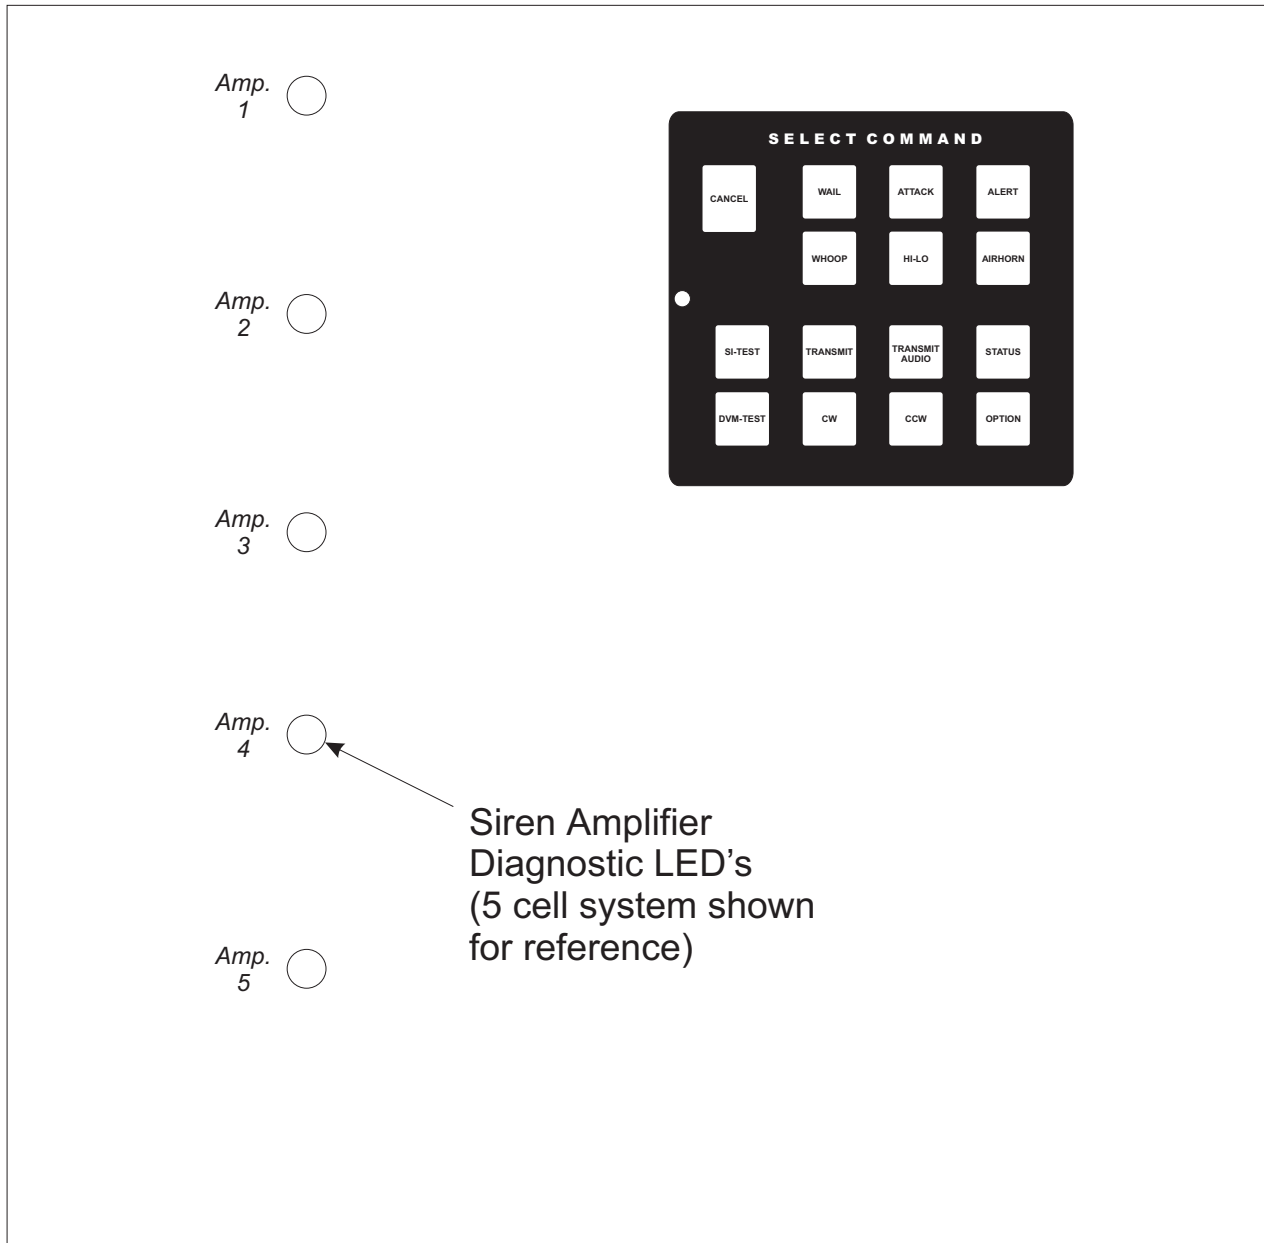 Amp.
1
SELECT COMMAND
CANCEL
WAIL
ATTACK
ALERT
WHOOP
HI-LO
AIRHORN
Amp.
2
SI-TEST
TRANSMIT
TRANSMIT
AUDIO
STATUS
DVM-TEST
CW
CCW
OPTION
Amp.
3
Amp.
4
Siren Amplifier
Diagnostic LED’s
(5 cell system shown
for reference)
Amp.
5